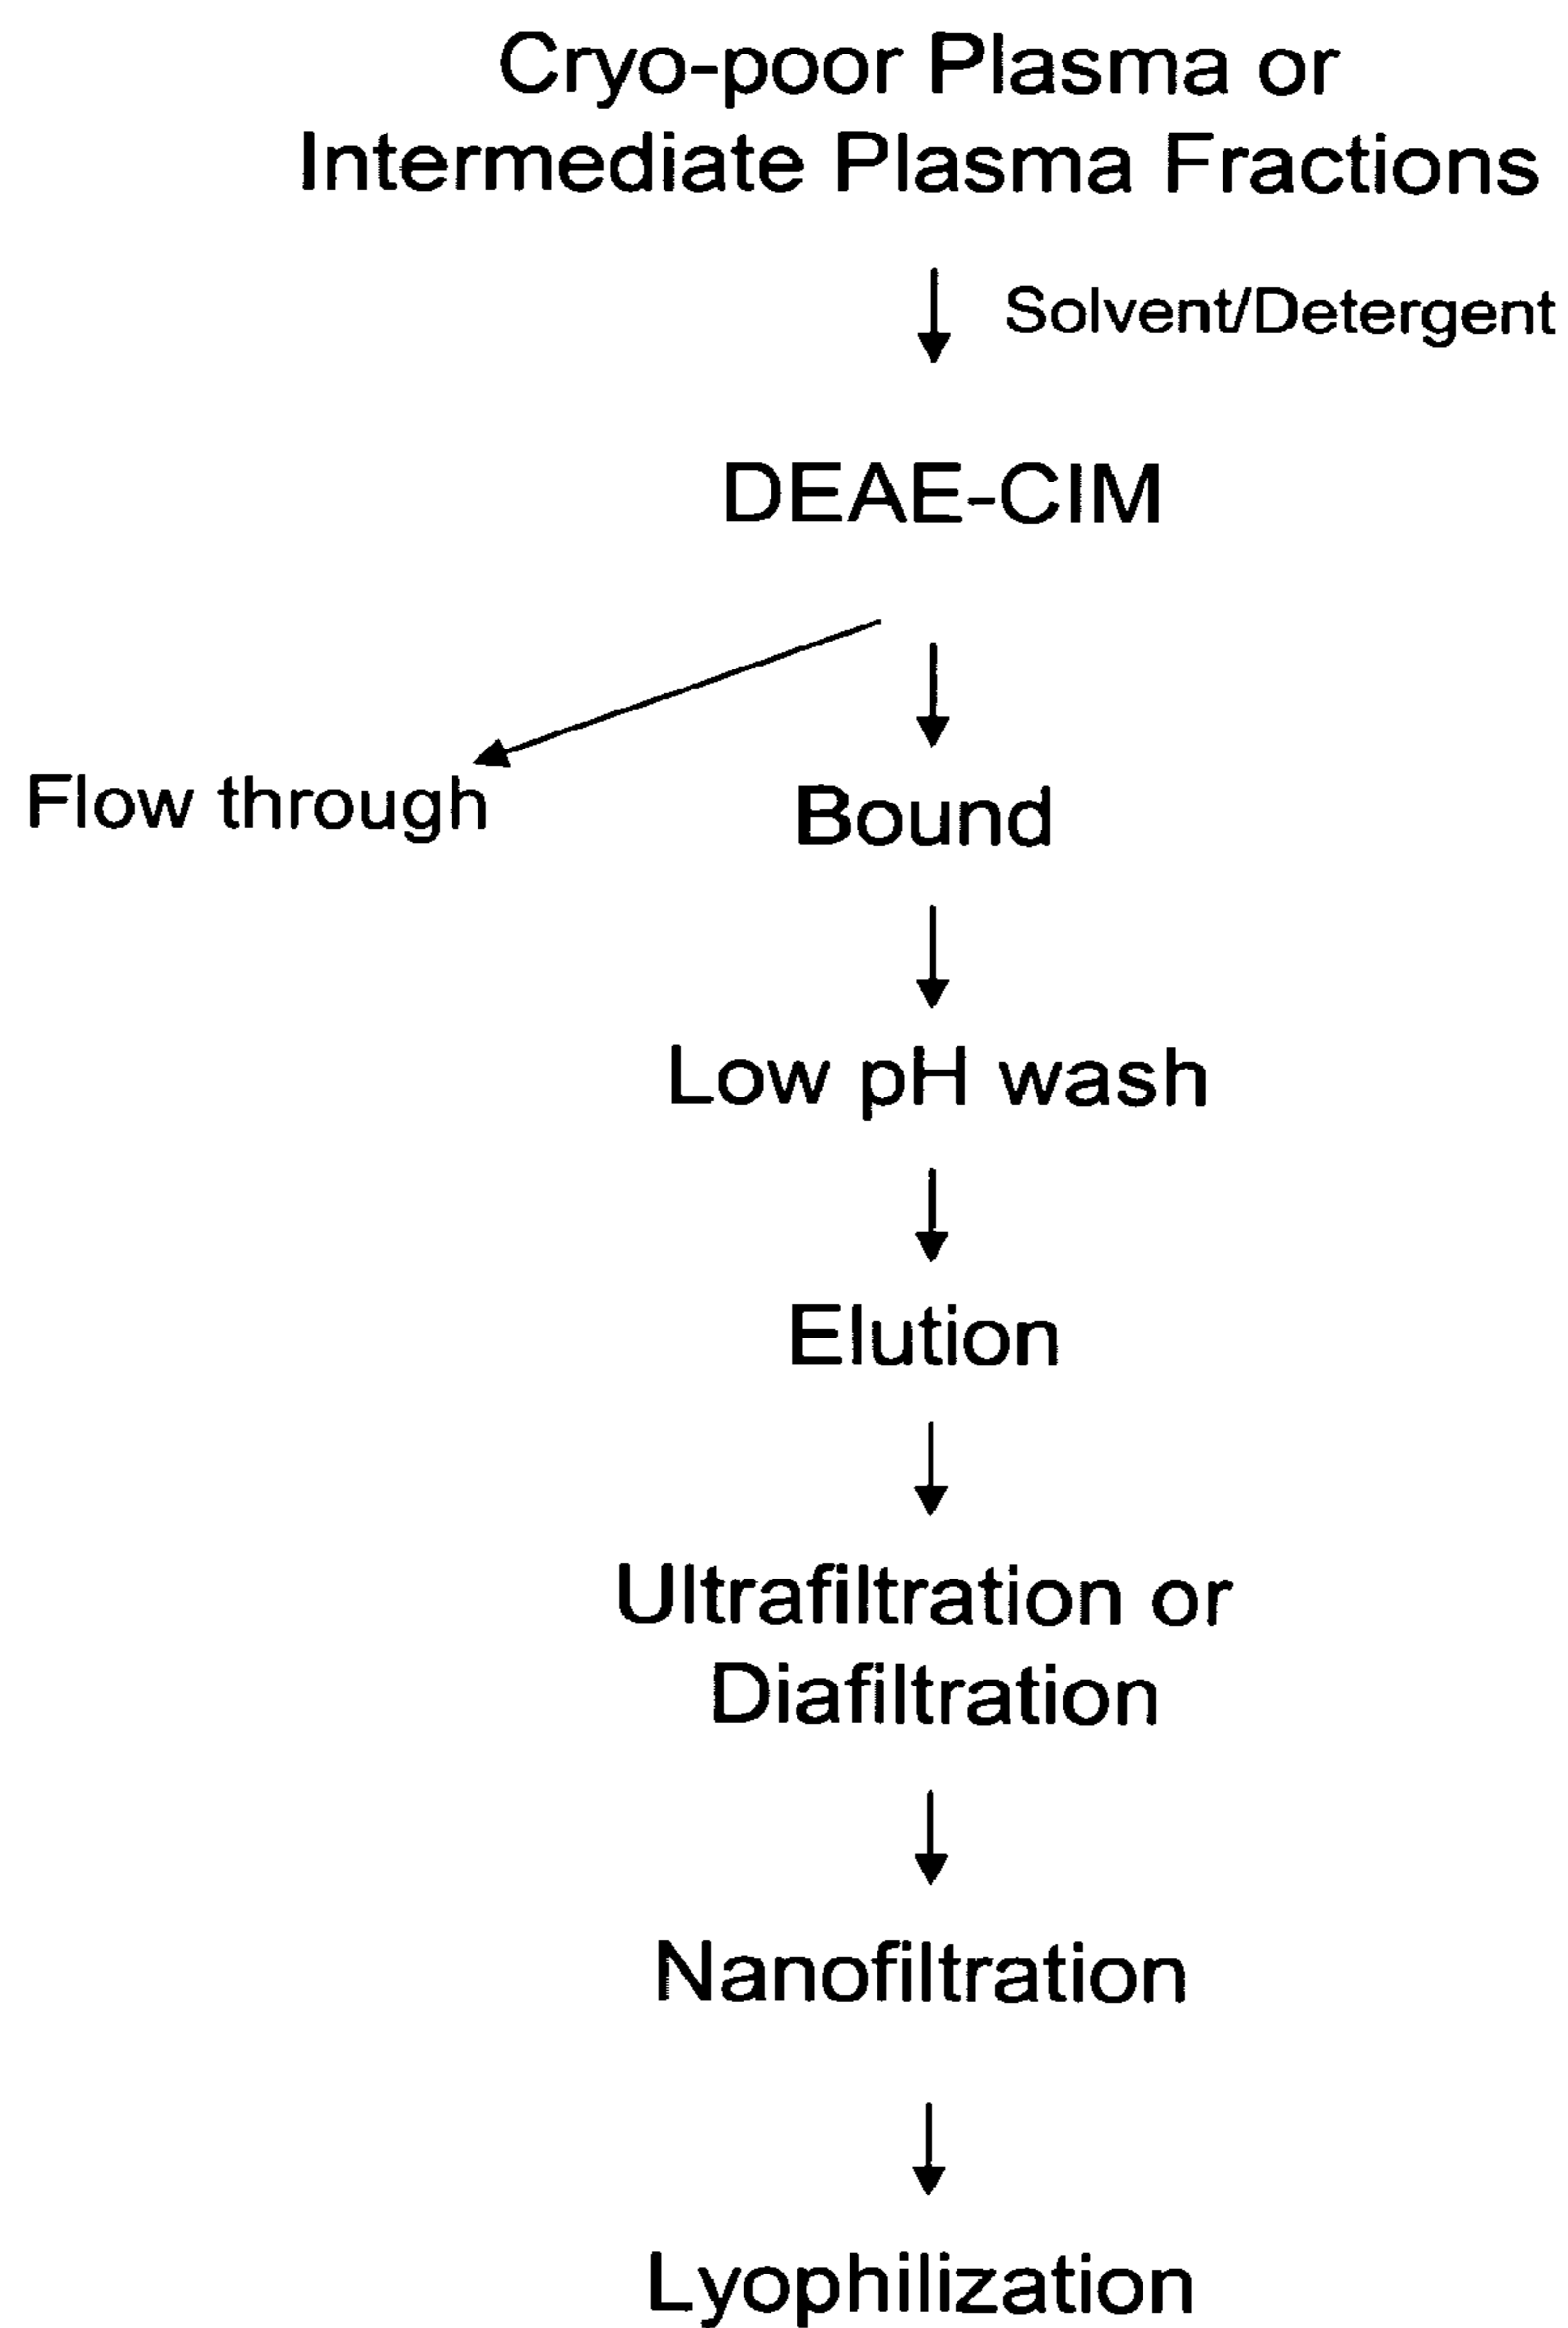 Cryo-poor Plasma or
Intermediate Plasma Fractions
Solvent/Detergent
DEAE-CIM
Flow through
Bound
Low pH wash
Elution
Ultrafiltration or
Diafiltration
Nanofiltration
Lyophilization